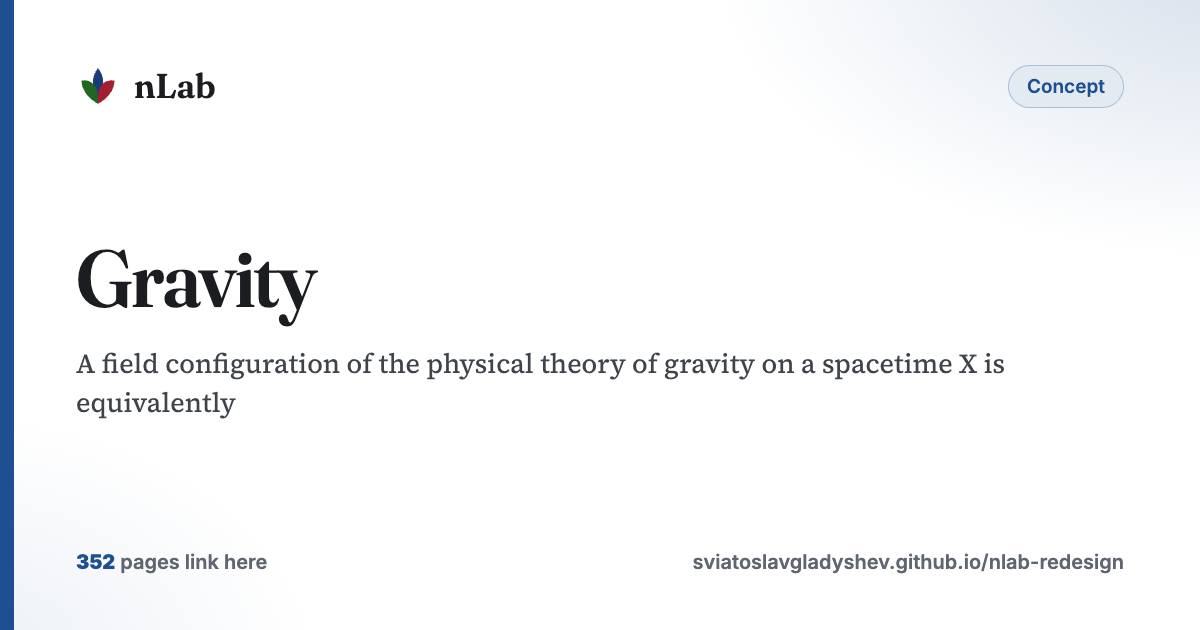 nLab
Concept
Gravity
A field configuration of the physical theory of gravity on a spacetime X is
equivalently
352 pages link here
sviatoslavgladyshev.github.io/nlab-redesign